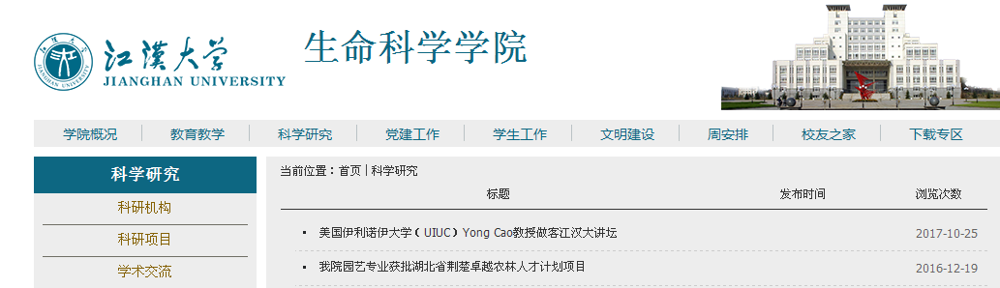 江漢大学
JIANGHAN UNIVERSITY
生命科学学院
学院概况 教育教学 科学研究 党建工作 学生工作 文明建设 周安排 校友之家 下载专区
科学研究
科研机构
科研项目
学术交流
当前位置：首页 | 科学研究
标题 发布时间 浏览次数
美国伊利诺伊大学（UIUC）Yong Cao教授做客江汉大讲坛 2017-10-25
我院园艺专业获批湖北省荆楚卓越农林人才计划项目 2016-12-19